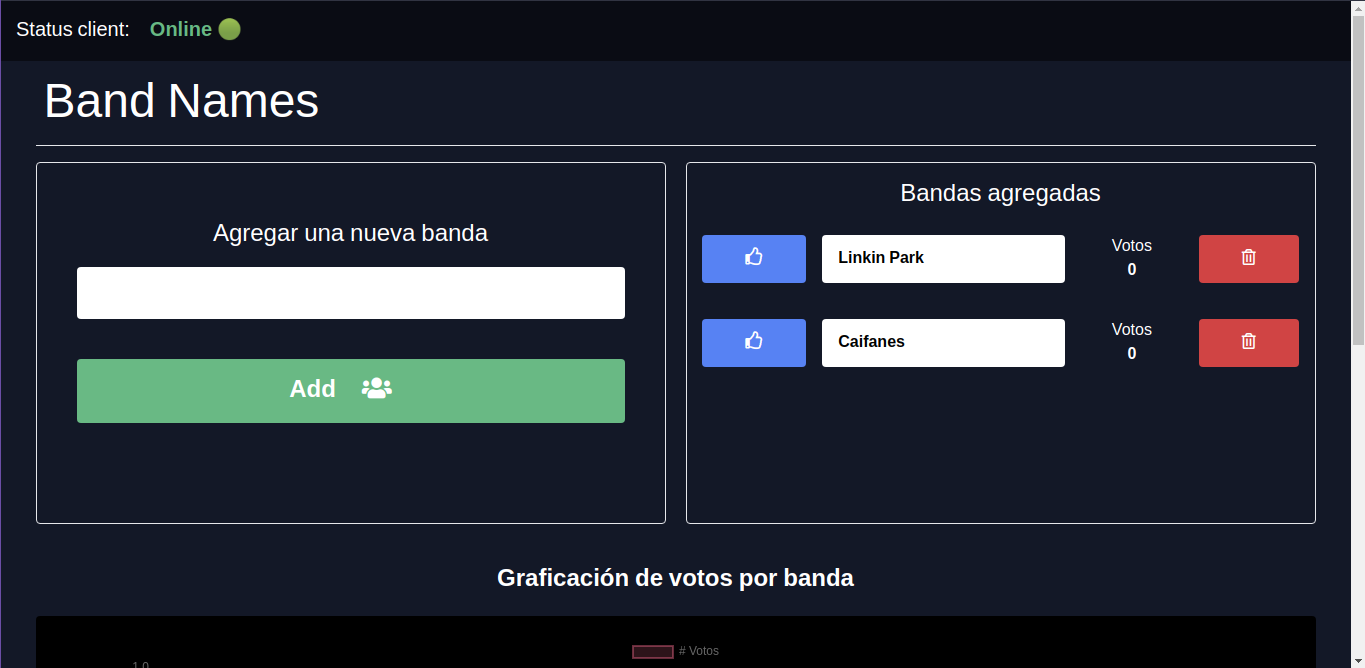 Status client: Online
Band Names
Agregar una nueva banda
Add
Bandas agregadas
Linkin Park
Votos
0
Caifanes
Votos
0
Graficación de votos por banda
# Votos
1.0